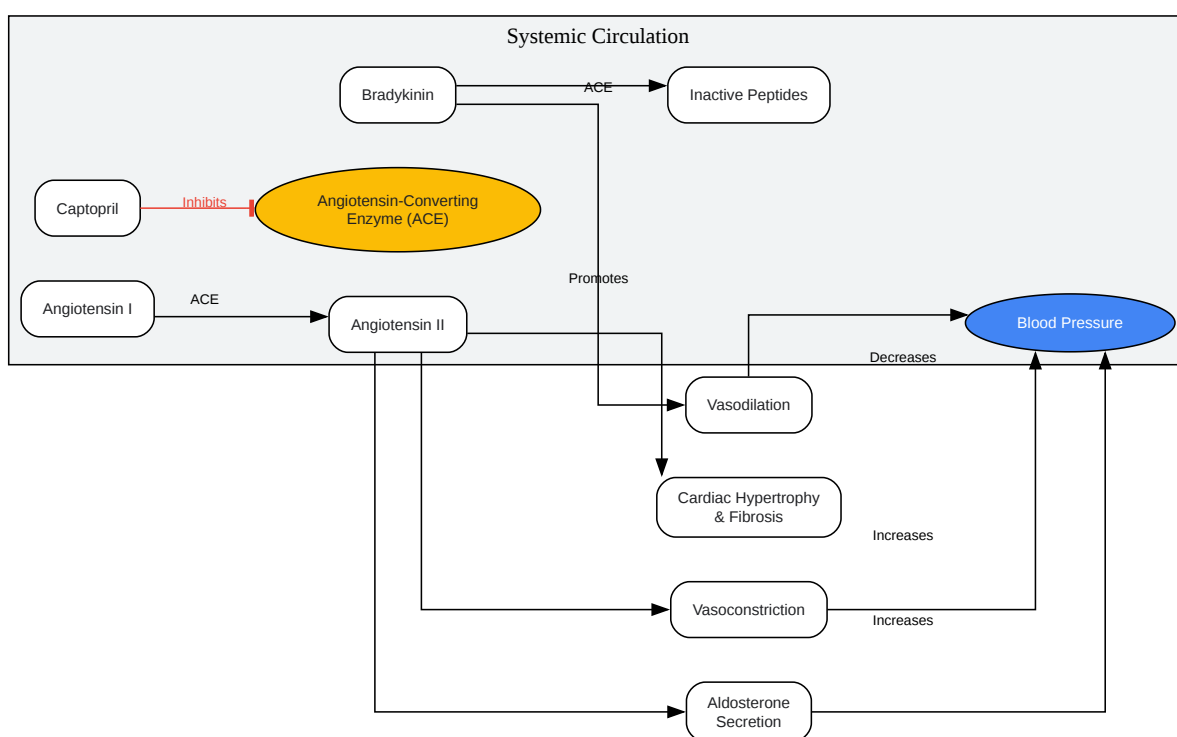 Systemic Circulation
Bradykinin
ACE
Inactive Peptides
Captopril
Inhibits
Angiotensin-Converting
Enzyme (ACE)
Promotes
Angiotensin I
ACE
Angiotensin II
Blood Pressure
Decreases
Vasodilation
Cardiac Hypertrophy
& Fibrosis
Increases
Vasoconstriction
Increases
Aldosterone
Secretion